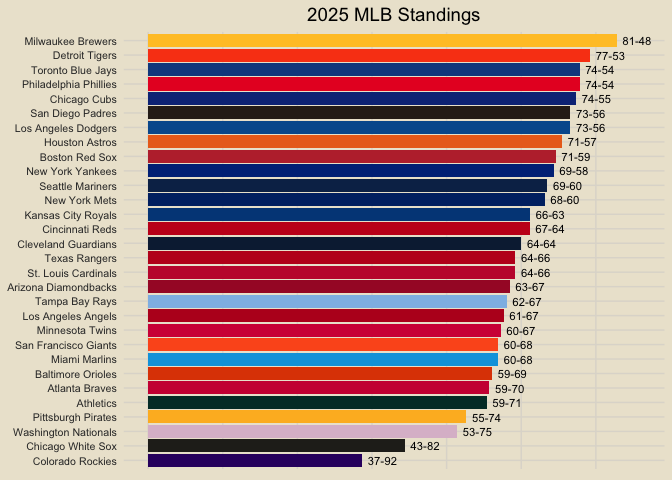 2025 MLB Standings
Milwaukee Brewers 81-48
Detroit Tigers 77-53
Toronto Blue Jays 74-54
Philadelphia Phillies 74-54
Chicago Cubs 74-55
San Diego Padres 73-56
Los Angeles Dodgers 73-56
Houston Astros 71-57
Boston Red Sox 71-59
New York Yankees 69-58
Seattle Mariners 69-60
New York Mets 68-60
Kansas City Royals 66-63
Cincinnati Reds 67-64
Cleveland Guardians 64-64
Texas Rangers 64-66
St. Louis Cardinals 64-66
Arizona Diamondbacks 63-67
Tampa Bay Rays 62-67
Los Angeles Angels 61-67
Minnesota Twins 60-67
San Francisco Giants 60-68
Miami Marlins 60-68
Baltimore Orioles 59-69
Atlanta Braves 59-70
Athletics 59-71
Pittsburgh Pirates 55-74
Washington Nationals 53-75
Chicago White Sox 43-82
Colorado Rockies 37-92